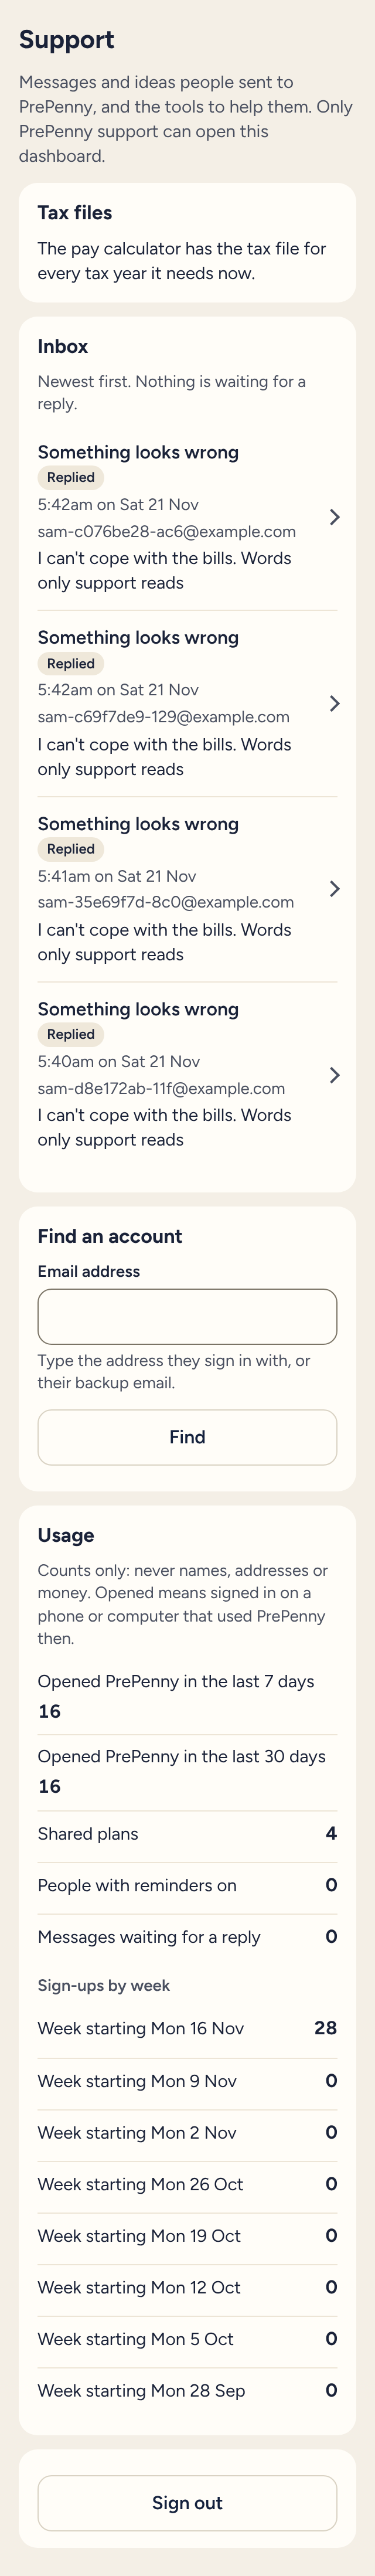 Support
Messages and ideas people sent to
PrePenny, and the tools to help them. Only
PrePenny support can open this
dashboard.
Tax files
The pay calculator has the tax file for
every tax year it needs now.
Inbox
Newest first. Nothing is waiting for a
reply.
Something looks wrong
Replied
5:42am on Sat 21 Nov
sam-c076be28-ac6@example.com
I can't cope with the bills. Words
only support reads
Something looks wrong
Replied
5:42am on Sat 21 Nov
sam-c69f7de9-129@example.com
I can't cope with the bills. Words
only support reads
Something looks wrong
Replied
5:41am on Sat 21 Nov
sam-35e69f7d-8c0@example.com
I can't cope with the bills. Words
only support reads
Something looks wrong
Replied
5:40am on Sat 21 Nov
sam-d8e172ab-11f@example.com
I can't cope with the bills. Words
only support reads
Find an account
Email address
Type the address they sign in with, or
their backup email.
Find
Usage
Counts only: never names, addresses or
money. Opened means signed in on a
phone or computer that used PrePenny
then.
Opened PrePenny in the last 7 days
16
Opened PrePenny in the last 30 days
16
Shared plans 4
People with reminders on 0
Messages waiting for a reply 0
Sign-ups by week
Week starting Mon 16 Nov 28
Week starting Mon 9 Nov 0
Week starting Mon 2 Nov 0
Week starting Mon 26 Oct 0
Week starting Mon 19 Oct 0
Week starting Mon 12 Oct 0
Week starting Mon 5 Oct 0
Week starting Mon 28 Sep 0
Sign out